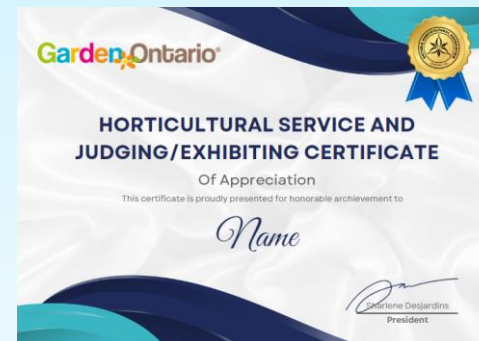 Garden Ontario®
HORTICULTURAL SERVICE AND
JUDGING/EXHIBITING CERTIFICATE
Of Appreciation
This certificate is proudly presented for honorable archievement to
Name
Sharlene Desjardins
President